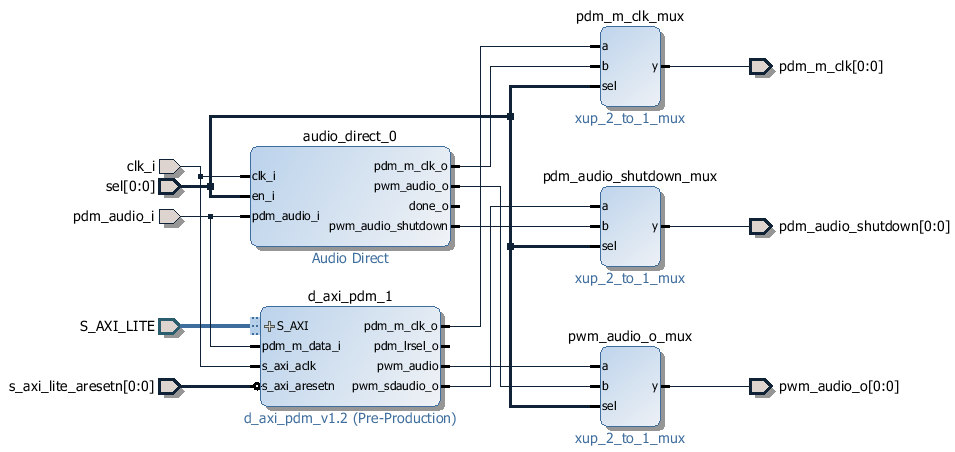 pdm_m_clk_mux
a
b
sel
y
pdm_m_clk[0:0]
xup_2_to_1_mux
audio_direct_0
clk_i
sel[0:0]
pdm_audio_i
clk_i
en_i
pdm_audio_i
pdm_m_clk_o
pwm_audio_o
done_o
pwm_audio_shutdown
Audio Direct
pdm_audio_shutdown_mux
a
b
sel
y
pdm_audio_shutdown[0:0]
xup_2_to_1_mux
d_axi_pdm_1
S_AXI_LITE
s_axi_lite_aresetn[0:0]
S_AXI
pdm_m_data_i
s_axi_aclk
s_axi_aresetn
pdm_m_clk_o
pdm_lrsel_o
pwm_audio
pwm_sdaudio_o
d_axi_pdm_v1.2 (Pre-Production)
pwm_audio_o_mux
a
b
sel
y
pwm_audio_o[0:0]
xup_2_to_1_mux